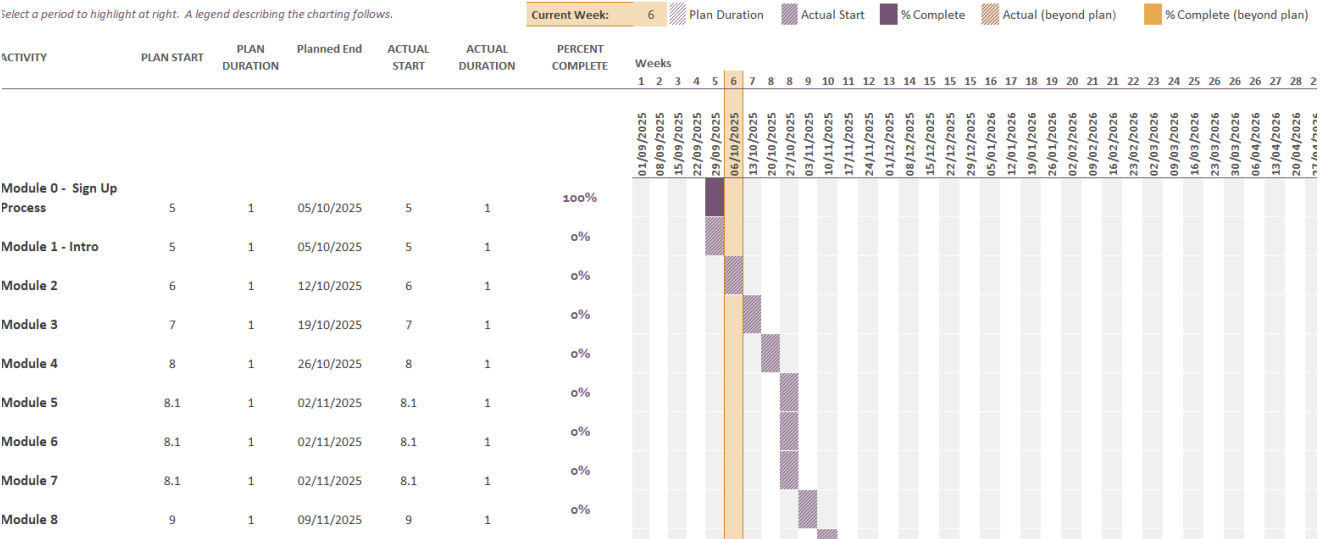 Select a period to highlight at right. A legend describing the charting follows.
Current Week: 6 Plan Duration Actual Start % Complete Actual (beyond plan) % Complete (beyond plan)
ACTIVITY PLAN START PLAN DURATION Planned End ACTUAL START ACTUAL DURATION PERCENT COMPLETE
Weeks
1 2 3 4 5 6 7 8 8 9 10 11 12 13 14 15 15 15 16 17 18 19 20 21 21 22 23 24 25 26 26 26 27 28
01/09/2025 08/09/2025 15/09/2025 22/09/2025 29/09/2025 06/10/2025 13/10/2025 20/10/2025 27/10/2025 03/11/2025 10/11/2025 17/11/2025 24/11/2025 01/12/2025 08/12/2025 15/12/2025 22/12/2025 29/12/2025 05/01/2026 12/01/2026 19/01/2026 26/01/2026 02/02/2026 09/02/2026 16/02/2026 23/02/2026 02/03/2026 09/03/2026 16/03/2026 23/03/2026 30/03/2026 06/04/2026 13/04/2026 20/04/2026
Module 0 - Sign Up
Process 5 1 05/10/2025 5 1 100%
Module 1 - Intro 5 1 05/10/2025 5 1 0%
Module 2 6 1 12/10/2025 6 1 0%
Module 3 7 1 19/10/2025 7 1 0%
Module 4 8 1 26/10/2025 8 1 0%
Module 5 8.1 1 02/11/2025 8.1 1 0%
Module 6 8.1 1 02/11/2025 8.1 1 0%
Module 7 8.1 1 02/11/2025 8.1 1 0%
Module 8 9 1 09/11/2025 9 1 0%